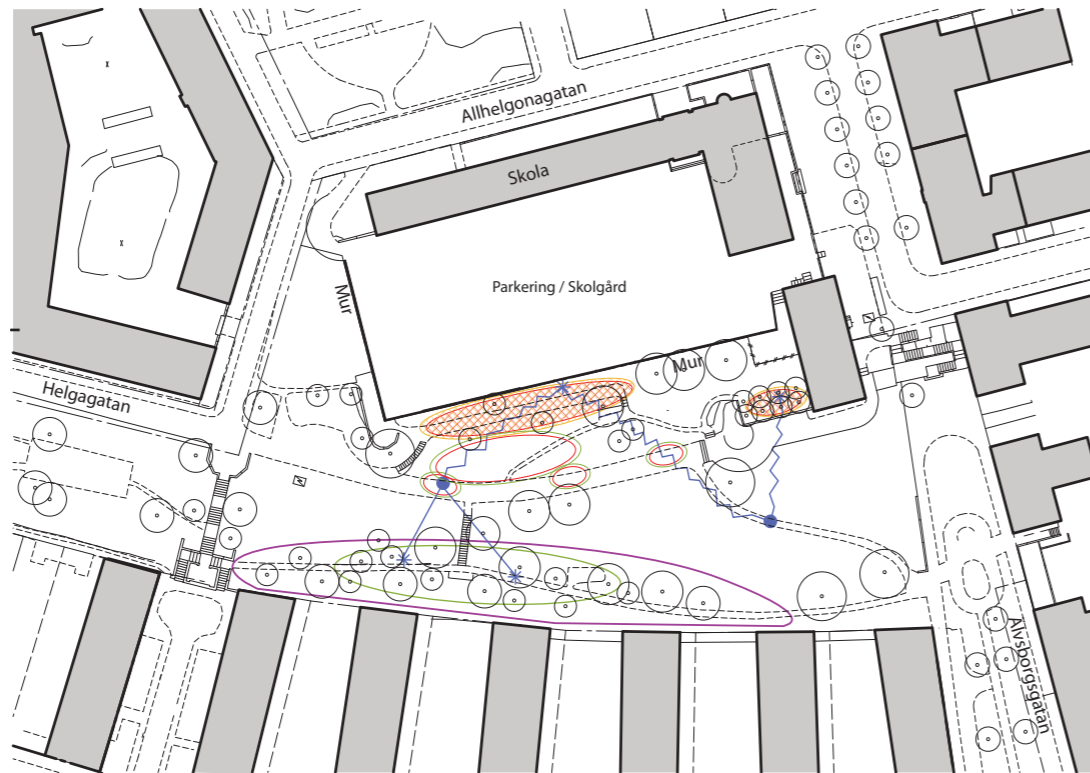 Allhelgonagatan
Skola
Parkering / Skolgård
Mur
Mur
Helgagatan
Älvsborgsgatan